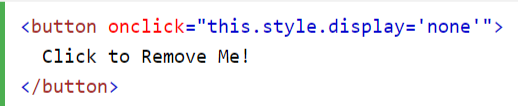 <button onclick="this.style.display='none'">
  Click to Remove Me!
</button>